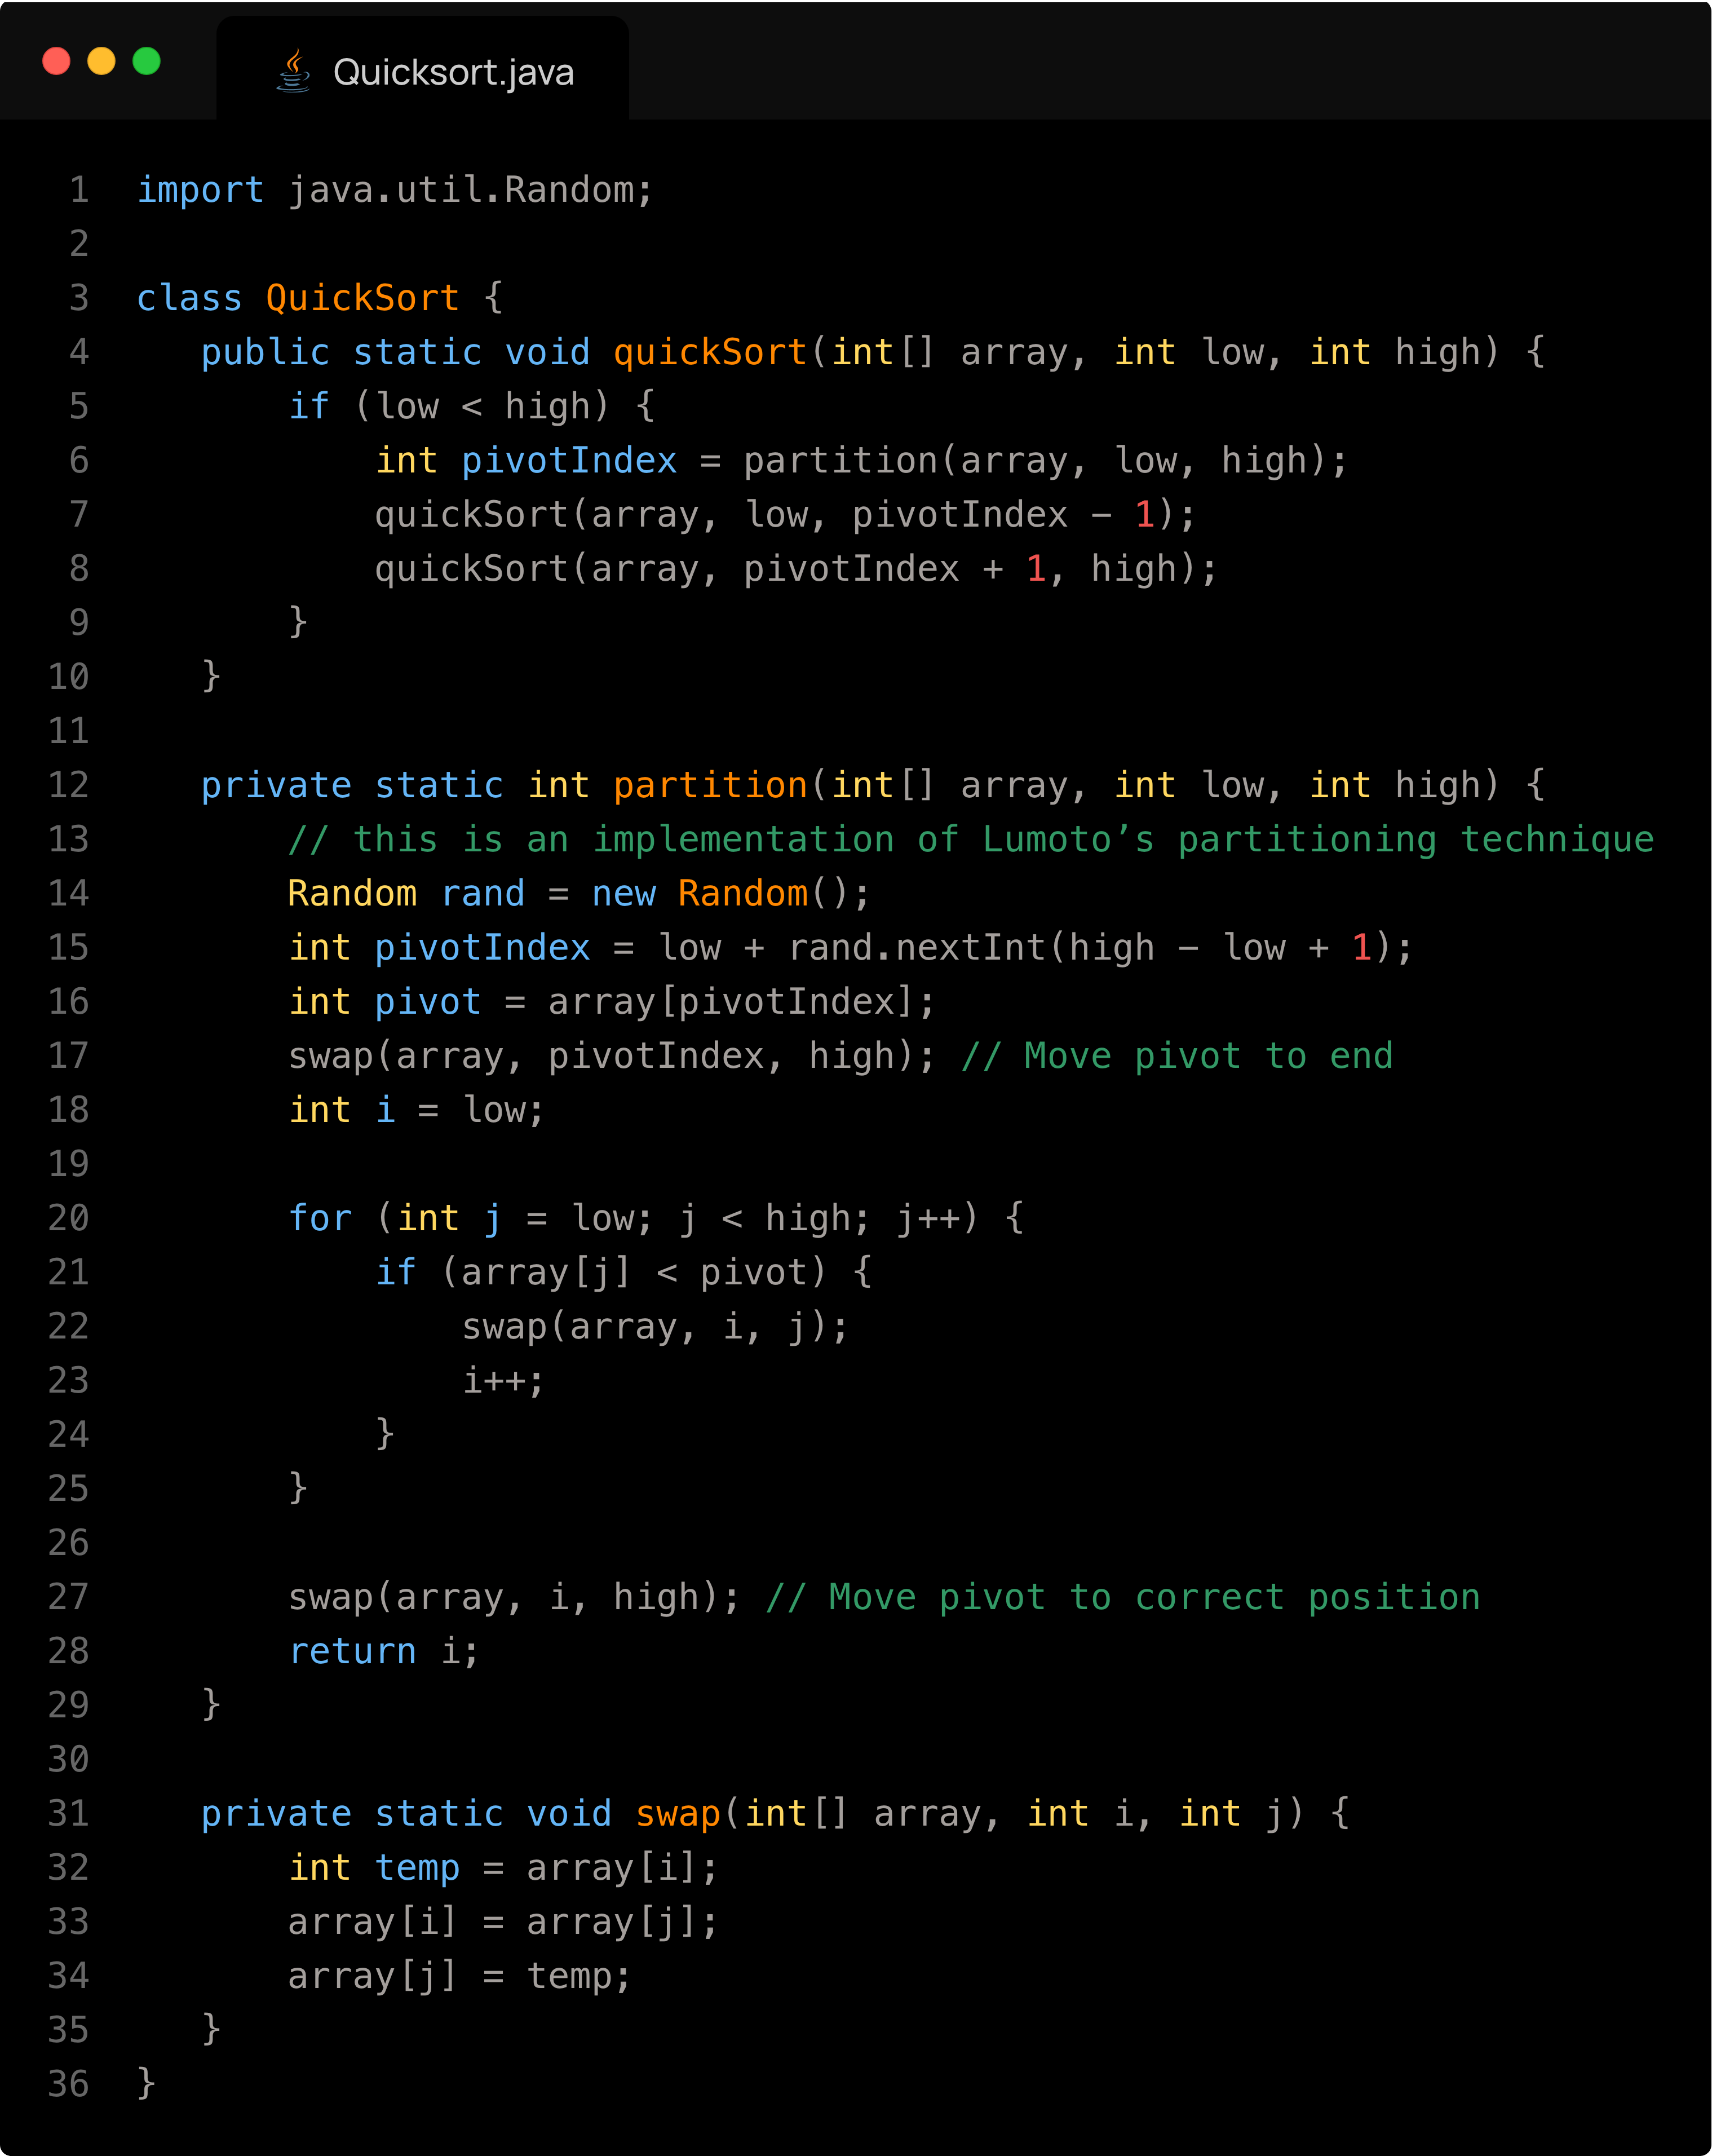 Quicksort.java
1 import java.util.Random;
2
3 class QuickSort {
4 public static void quickSort(int[] array, int low, int high) {
5 if (low < high) {
6 int pivotIndex = partition(array, low, high);
7 quickSort(array, low, pivotIndex - 1);
8 quickSort(array, pivotIndex + 1, high);
9 }
10 }
11
12 private static int partition(int[] array, int low, int high) {
13 // this is an implementation of Lumoto’s partitioning technique
14 Random rand = new Random();
15 int pivotIndex = low + rand.nextInt(high - low + 1);
16 int pivot = array[pivotIndex];
17 swap(array, pivotIndex, high); // Move pivot to end
18 int i = low;
19
20 for (int j = low; j < high; j++) {
21 if (array[j] < pivot) {
22 swap(array, i, j);
23 i++;
24 }
25 }
26
27 swap(array, i, high); // Move pivot to correct position
28 return i;
29 }
30
31 private static void swap(int[] array, int i, int j) {
32 int temp = array[i];
33 array[i] = array[j];
34 array[j] = temp;
35 }
36 }